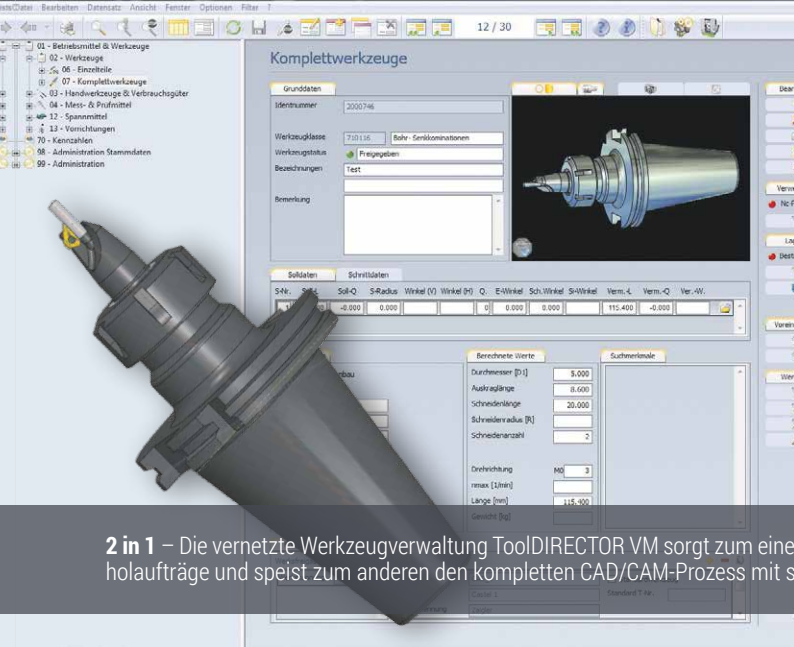 Bearbeiten Datensatz Ansicht Fenster Optionen Filter ?
12 / 30
01 - Betriebsmittel & Werkzeuge
02 - Werkzeuge
06 - Einzelteile
07 - Komplettwerkzeuge
03 - Handwerkzeuge & Verbrauchsgüter
04 - Mess- & Prüfmittel
12 - Spannmittel
13 - Vorrichtungen
70 - Kennzahlen
98 - Administration Stammdaten
99 - Administration
Komplettwerkzeuge
Grunddaten
Identnummer 2000746
Werkzeugklasse 710116 Bohr- Senkkominationen
Werkzeugstatus Freigegeben
Bezeichnungen Test
Bemerkung
Solldaten Schnittdaten
S-Nr. Soll-Q S-Radius Winkel (V) Winkel (H) Q. E-Winkel Sch.Winkel Sr-Winkel Verm.-L Verm.-Q Ver.-W.
1 -0.000 0.000 0 0.000 0.000 115.400 -0.000
Berechnete Werte Suchmerkmale
Durchmesser [D1] 5.000
Auskraglänge 8.600
Schneidenlänge 20.000
Schneidenradius [R]
Schneidenanzahl 2
Drehrichtung M0 3
nmax [1/min]
Länge [mm] 115.400
Gewicht [kg]
2 in 1 – Die vernetzte Werkzeugverwaltung ToolDIRECTOR VM sorgt zum eine
holaufträge und speist zum anderen den kompletten CAD/CAM-Prozess mit s